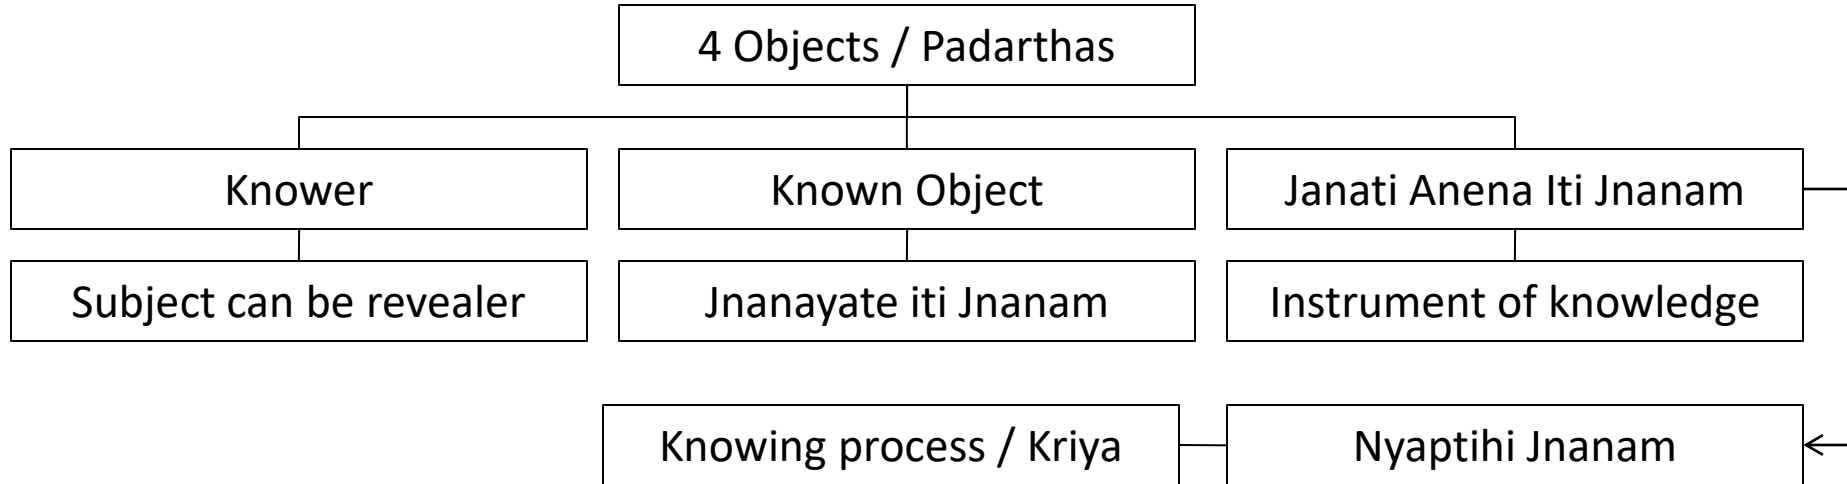 4 Objects / Padarthas
Knower
Known Object
Janati Anena Iti Jnanam
Subject can be revealer
Jnanayate iti Jnanam
Instrument of knowledge
Knowing process / Kriya
Nyaptihi Jnanam